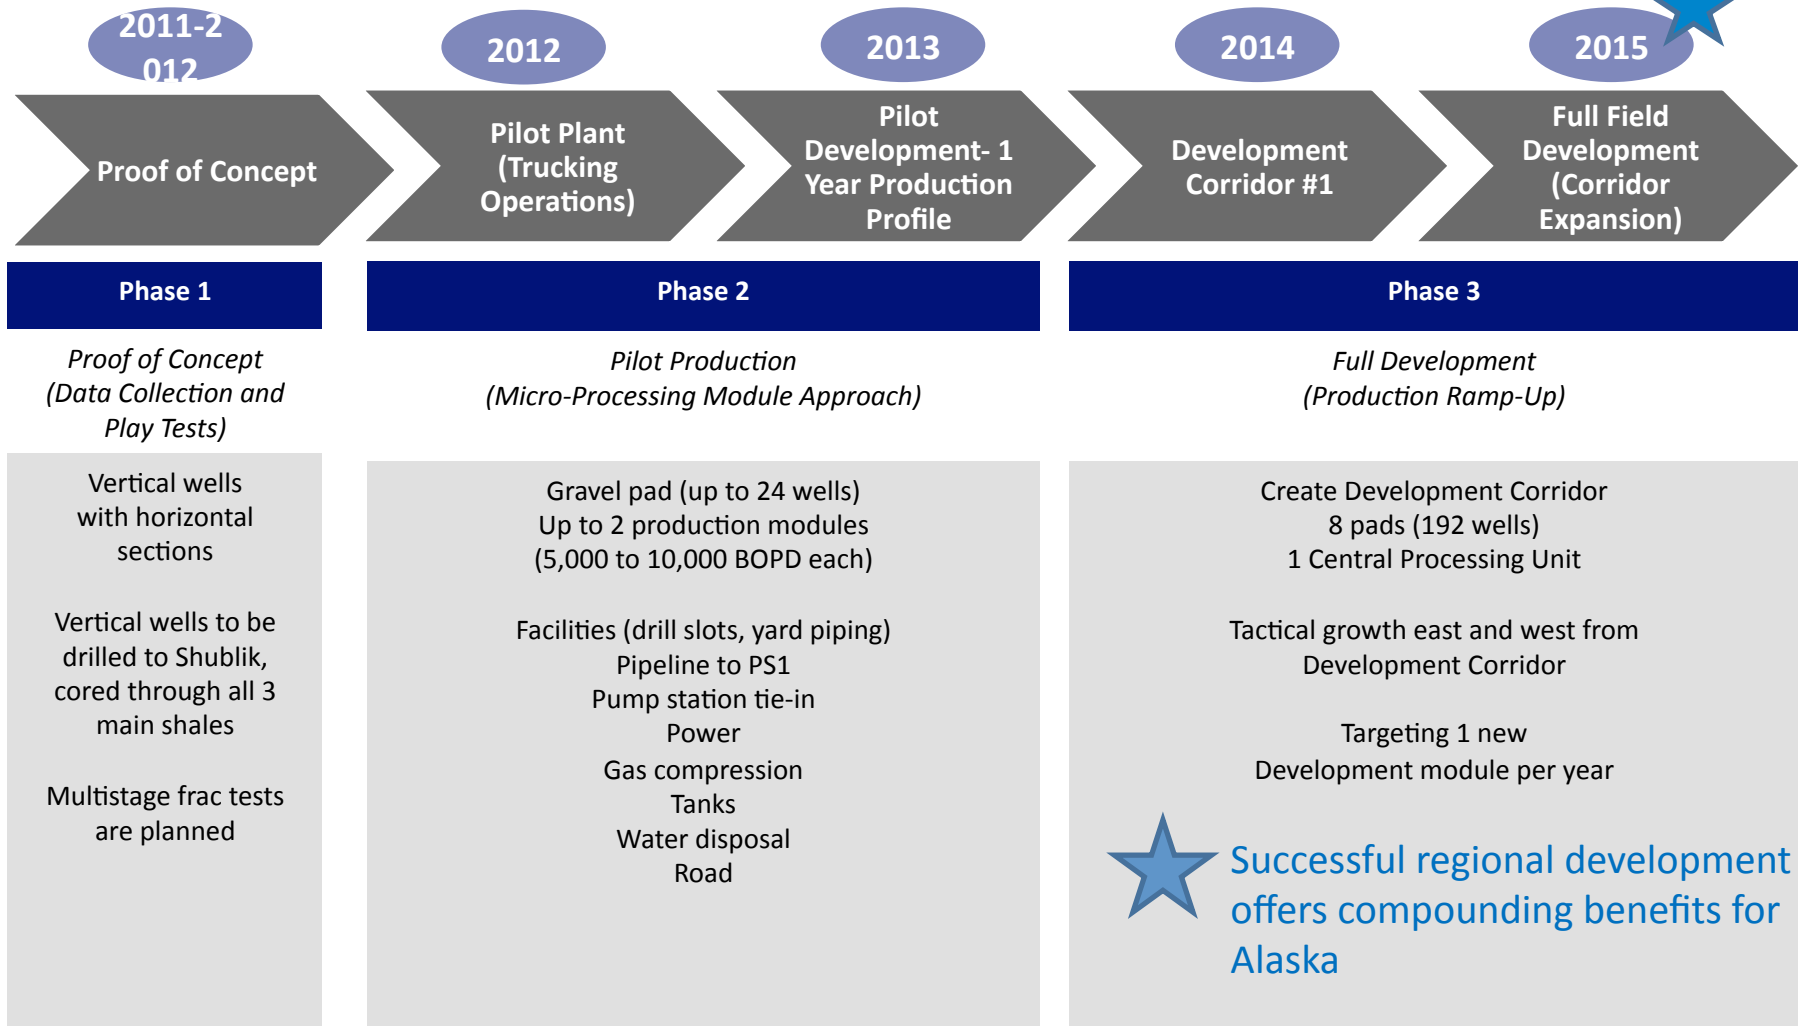 2011-2
012
2012
2013
2014
2015
Proof of Concept
Pilot Plant
(Trucking
Operations)
Pilot
Development- 1
Year Production
Profile
Development
Corridor #1
Full Field
Development
(Corridor
Expansion)
Phase 1
Proof of Concept
(Data Collection and
Play Tests)
Vertical wells
with horizontal
sections
Vertical wells to be
drilled to Shublik,
cored through all 3
main shales
Multistage frac tests
are planned
Phase 2
Pilot Production
(Micro-Processing Module Approach)
Gravel pad (up to 24 wells)
Up to 2 production modules
(5,000 to 10,000 BOPD each)
Facilities (drill slots, yard piping)
Pipeline to PS1
Pump station tie-in
Power
Gas compression
Tanks
Water disposal
Road
Phase 3
Full Development
(Production Ramp-Up)
Create Development Corridor
8 pads (192 wells)
1 Central Processing Unit
Tactical growth east and west from
Development Corridor
Targeting 1 new
Development module per year
Successful regional development
offers compounding benefits for
Alaska